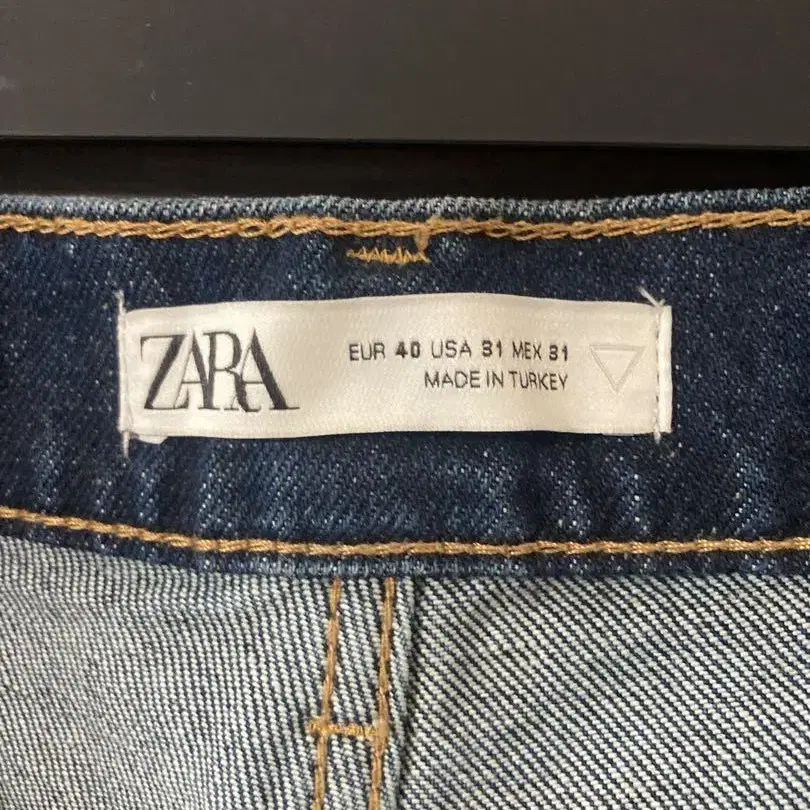 ZARA
EUR 40 USA 31 MEX 31
MADE IN TURKEY